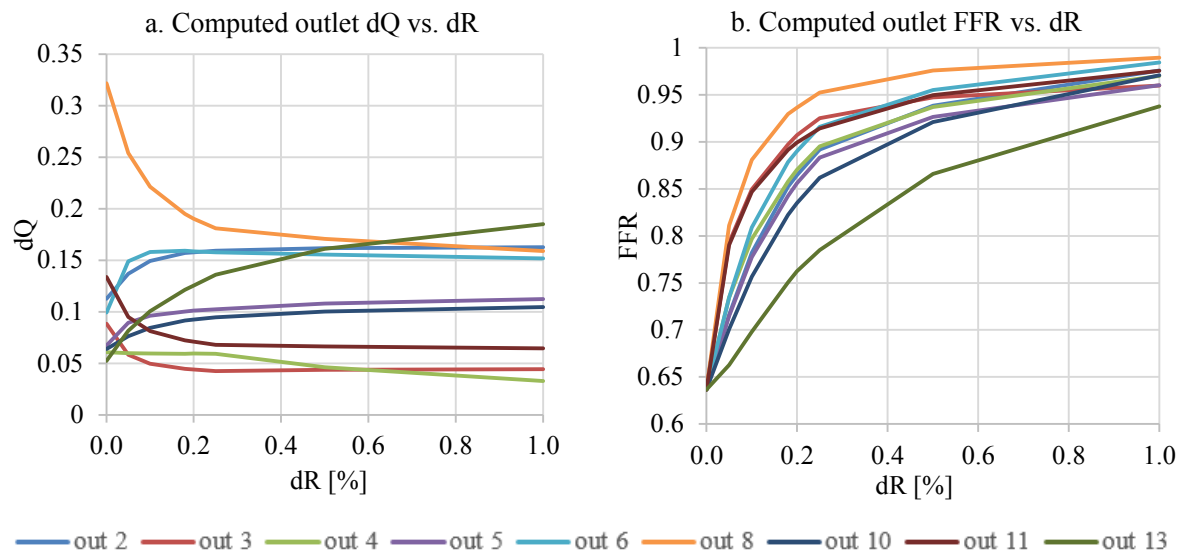 a. Computed outlet dQ vs. dR
0.35
0.3
0.25
0.2
0.15
0.1
0.05
0
dQ
0.0 0.2 0.4 0.6 0.8 1.0
dR [%]
b. Computed outlet FFR vs. dR
1
0.95
0.9
0.85
0.8
0.75
0.7
0.65
0.6
FFR
0.0 0.2 0.4 0.6 0.8 1.0
dR [%]
out 2 out 3 out 4 out 5 out 6 out 8 out 10 out 11 out 13